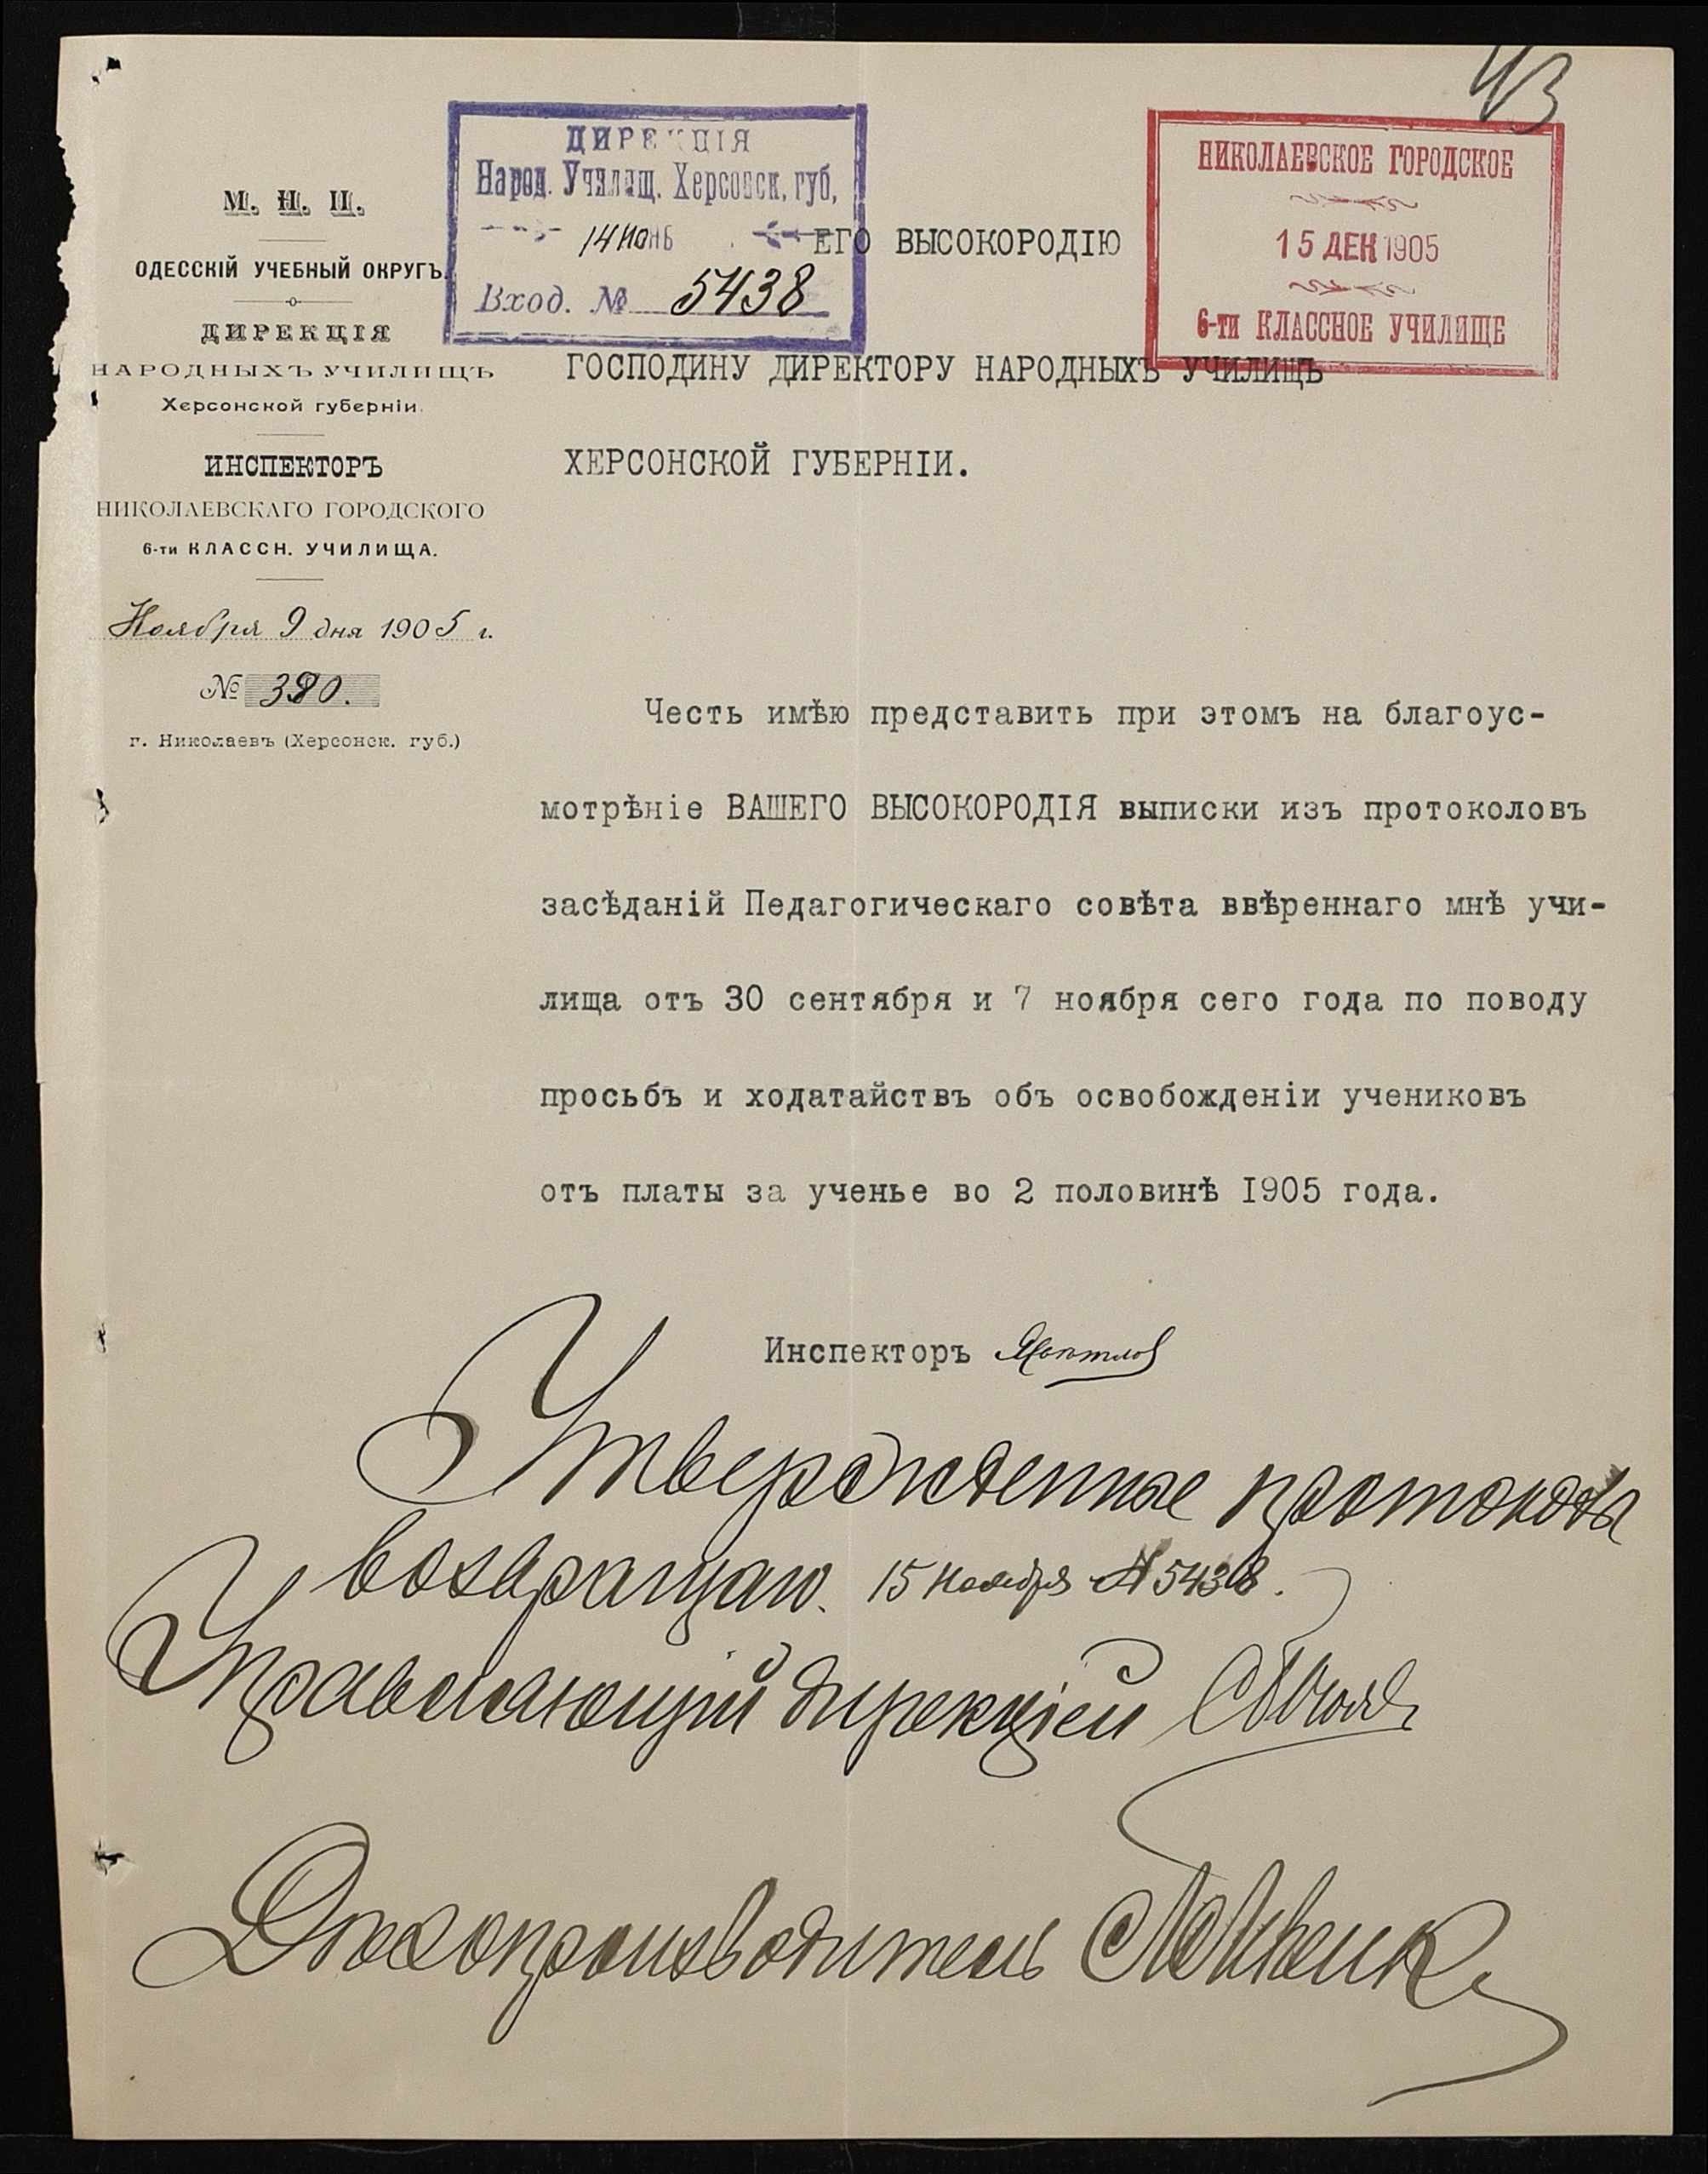 43
М. Н. П.
ОДЕССКІЙ УЧЕБНЫЙ ОКРУГЪ.
ДИРЕКЦІЯ
НАРОДНЫХЪ УЧИЛИЩЪ
Херсонской губерніи.
ИНСПЕКТОРЪ
НИКОЛАЕВСКАГО ГОРОДСКОГО
6-ти КЛАССН. УЧИЛИЩА.
Ноября 9 дня 1905 г.
№ 380.
г. Николаевъ (Херсонск. губ.)
ДИРЕКЦІЯ
Народ. Училищ. Херсонск. губ.
14 Нояб
Вход. № 5438
НИКОЛАЕВСКОЕ ГОРОДСКОЕ
15 ДЕК 1905
6-ти КЛАССНОЕ УЧИЛИЩЕ
ЕГО ВЫСОКОРОДІЮ
ГОСПОДИНУ ДИРЕКТОРУ НАРОДНЫХЪ УЧИЛИЩЪ
ХЕРСОНСКОЙ ГУБЕРНІИ.
Честь имѣю представить при этомъ на благоус-
мотрѣніе ВАШЕГО ВЫСОКОРОДІЯ выписки изъ протоколовъ
засѣданій Педагогическаго совѣта ввѣреннаго мнѣ учи-
лища отъ 30 сентября и 7 ноября сего года по поводу
просьбъ и ходатайствъ объ освобожденіи учениковъ
отъ платы за ученье во 2 половинѣ 1905 года.
Инспекторъ
Утвержденные протоколы
возвращаю. 15 Ноября № 5438.
Управляющій дирекціей
Дѣлопроизводитель